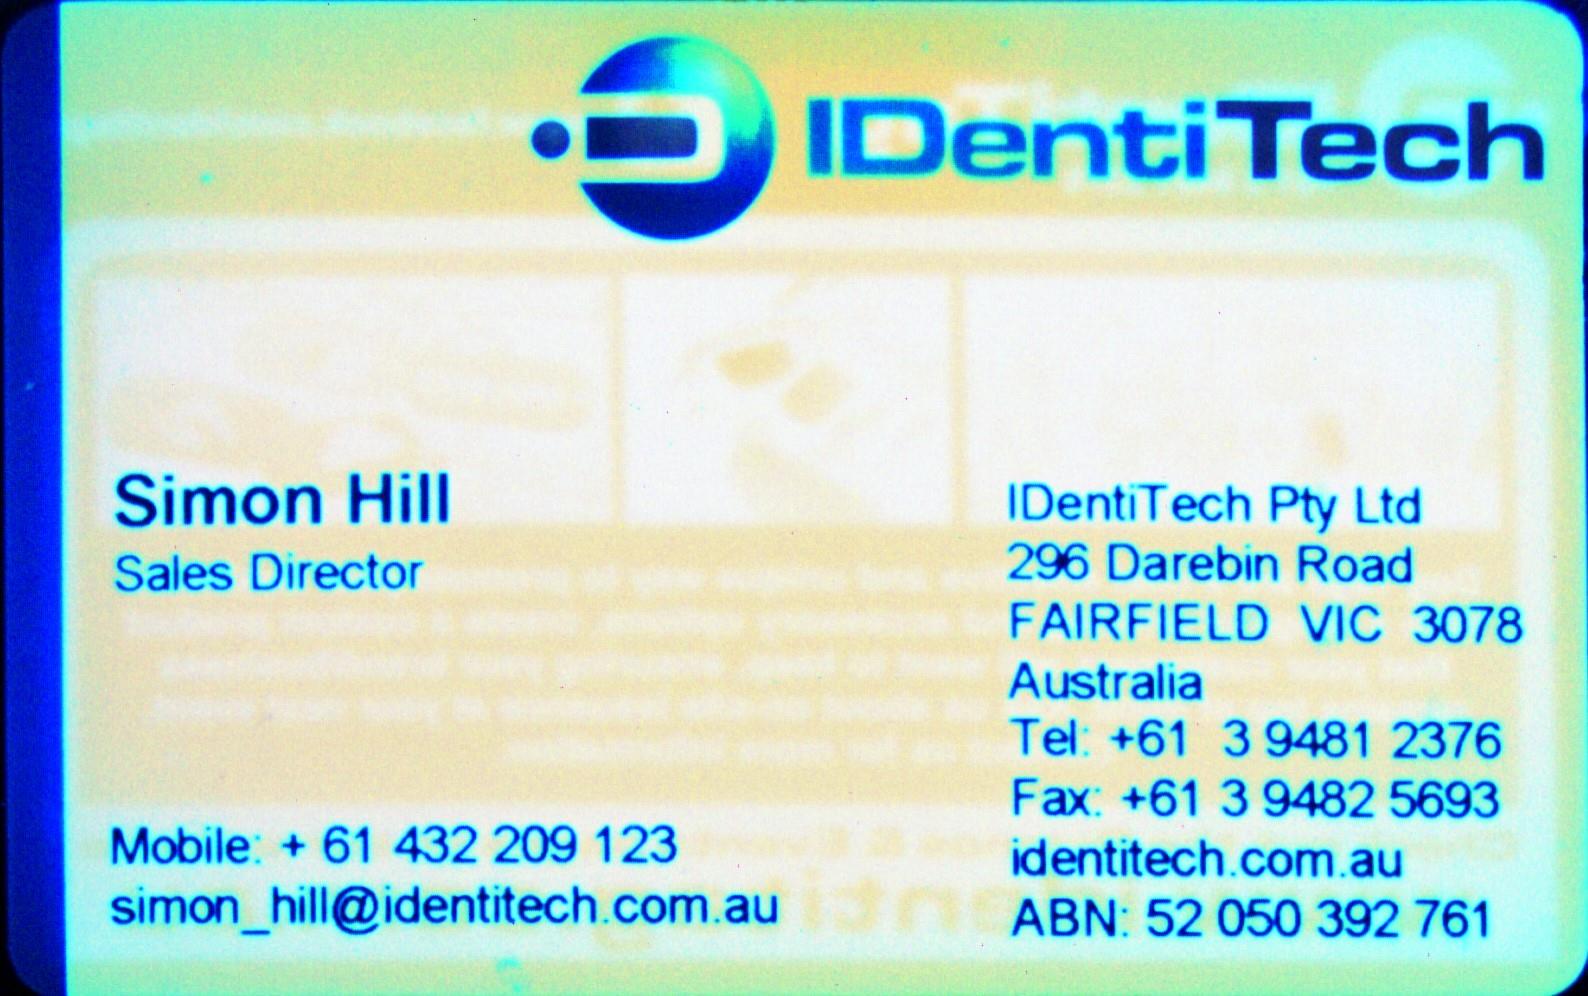 IDentiTech
Simon Hill
Sales Director
Mobile: + 61 432 209 123
simon_hill@identitech.com.au
IDentiTech Pty Ltd
296 Darebin Road
FAIRFIELD VIC 3078
Australia
Tel: +61 3 9481 2376
Fax: +61 3 9482 5693
identitech.com.au
ABN: 52 050 392 761